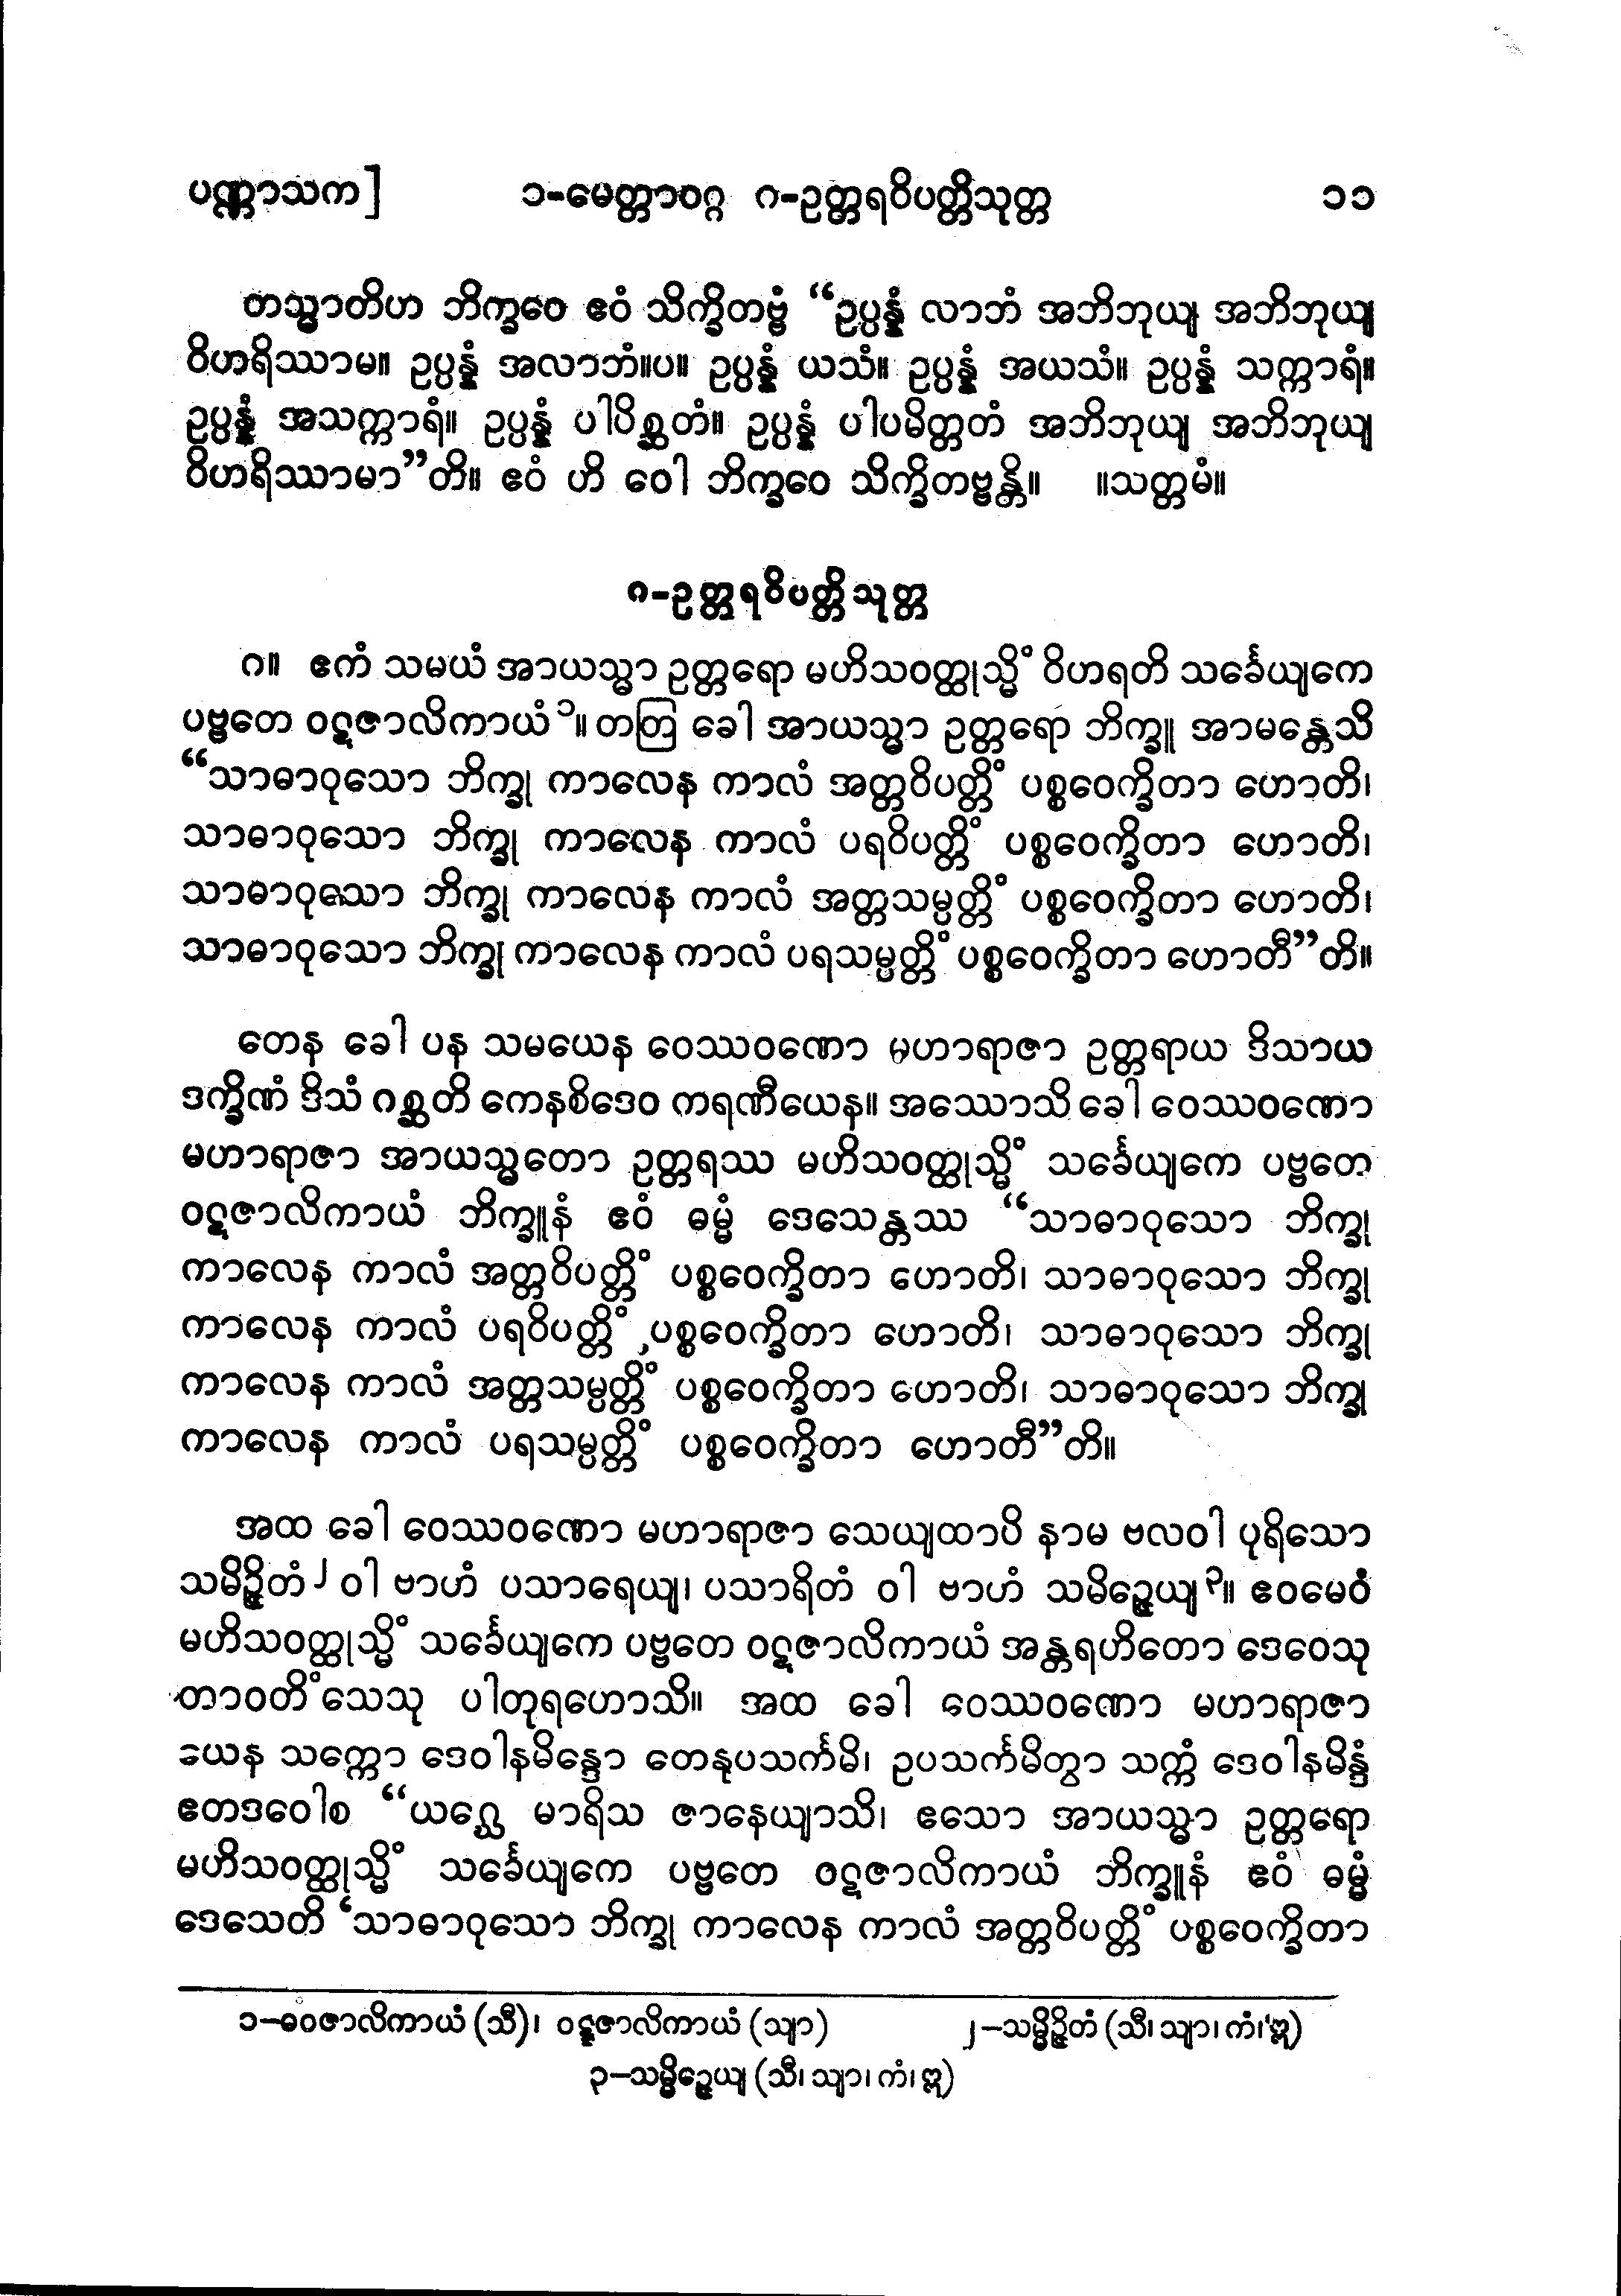 ပဏ္ဏာသက]   ၁-မေတ္တာဝဂ္ဂ ဂ-ဥတ္တရဝိပတ္တိသုတ္တ   ၁၁
တသ္မာတိဟ ဘိက္ခဝေ ဧဝံ သိက္ခိတဗ္ဗံ “ဥပ္ပန္နံ လာဘံ အဘိဘုယျ အဘိဘုယျ
ဝိဟရိဿာမ။ ဥပ္ပန္နံ အလာဘံ။ပ။ ဥပ္ပန္နံ ယသံ။ ဥပ္ပန္နံ အယသံ။ ဥပ္ပန္နံ သက္ကာရံ။
ဥပ္ပန္နံ အသက္ကာရံ။ ဥပ္ပန္နံ ပါပိစ္ဆတံ။ ဥပ္ပန္နံ ပါပမိတ္တတံ အဘိဘုယျ အဘိဘုယျ
ဝိဟရိဿာမာ”တိ။ ဧဝံ ဟိ ဝေါ ဘိက္ခဝေ သိက္ခိတဗ္ဗန္တိ။ ။သတ္တမံ။
ဂ-ဥတ္တရဝိပတ္တိသုတ္တ
ဂ။ ဧကံ သမယံ အာယသ္မာ ဥတ္တရော မဟိသဝတ္ထုသ္မိံ ဝိဟရတိ သင်္ခေယျကေ
ပဗ္ဗတေ ဝဋဇာလိကာယံ၁။ တတြ ခေါ အာယသ္မာ ဥတ္တရော ဘိက္ခူ အာမန္တေသိ
“သာဓာဝုသော ဘိက္ခု ကာလေန ကာလံ အတ္တဝိပတ္တိံ ပစ္စဝေက္ခိတာ ဟောတိ၊
သာဓာဝုသော ဘိက္ခု ကာလေန ကာလံ ပရဝိပတ္တိံ ပစ္စဝေက္ခိတာ ဟောတိ၊
သာဓာဝုသော ဘိက္ခု ကာလေန ကာလံ အတ္တသမ္ပတ္တိံ ပစ္စဝေက္ခိတာ ဟောတိ၊
သာဓာဝုသော ဘိက္ခု ကာလေန ကာလံ ပရသမ္ပတ္တိံ ပစ္စဝေက္ခိတာ ဟောတီ”တိ။
တေန ခေါ ပန သမယေန ဝေဿဝဏော မဟာရာဇာ ဥတ္တရာယ ဒိသာယ
ဒက္ခိဏံ ဒိသံ ဂစ္ဆတိ ကေနစိဒေဝ ကရဏီယေန။ အဿောသိ ခေါ ဝေဿဝဏော
မဟာရာဇာ အာယသ္မတော ဥတ္တရဿ မဟိသဝတ္ထုသ္မိံ သင်္ခေယျကေ ပဗ္ဗတေ
ဝဋဇာလိကာယံ ဘိက္ခူနံ ဧဝံ ဓမ္မံ ဒေသေန္တဿ “သာဓာဝုသော ဘိက္ခု
ကာလေန ကာလံ အတ္တဝိပတ္တိံ ပစ္စဝေက္ခိတာ ဟောတိ၊ သာဓာဝုသော ဘိက္ခု
ကာလေန ကာလံ ပရဝိပတ္တိံ ပစ္စဝေက္ခိတာ ဟောတိ၊ သာဓာဝုသော ဘိက္ခု
ကာလေန ကာလံ အတ္တသမ္ပတ္တိံ ပစ္စဝေက္ခိတာ ဟောတိ၊ သာဓာဝုသော ဘိက္ခု
ကာလေန ကာလံ ပရသမ္ပတ္တိံ ပစ္စဝေက္ခိတာ ဟောတီ”တိ။
အထ ခေါ ဝေဿဝဏော မဟာရာဇာ သေယျထာပိ နာမ ဗလဝါ ပုရိသော
သမိဉ္ဇိတံ၂ ဝါ ဗာဟံ ပသာရေယျ၊ ပသာရိတံ ဝါ ဗာဟံ သမိဉ္ဇေယျ၃။ ဧဝမေဝံ
မဟိသဝတ္ထုသ္မိံ သင်္ခေယျကေ ပဗ္ဗတေ ဝဋဇာလိကာယံ အန္တရဟိတော ဒေဝေသု
တာဝတိံသေသု ပါတုရဟောသိ။ အထ ခေါ ဝေဿဝဏော မဟာရာဇာ
ယေန သက္ကော ဒေဝါနမိန္ဒော တေနုပသင်္ကမိ၊ ဥပသင်္ကမိတွာ သက္ကံ ဒေဝါနမိန္ဒံ
ဧတဒဝေါစ “ယဂ္ဃေ မာရိသ ဇာနေယျာသိ၊ ဧသော အာယသ္မာ ဥတ္တရော
မဟိသဝတ္ထုသ္မိံ သင်္ခေယျကေ ပဗ္ဗတေ ဝဋဇာလိကာယံ ဘိက္ခူနံ ဧဝံ ဓမ္မံ
ဒေသေတိ ‘သာဓာဝုသော ဘိက္ခု ကာလေန ကာလံ အတ္တဝိပတ္တိံ ပစ္စဝေက္ခိတာ
၁-ဓဝဇာလိကာယံ (သီ)၊ ဝဋ္ဋဇာလိကာယံ (သျာ)   ၂-သမ္မိဉ္ဇိတံ (သီ၊ သျာ၊ ကံ၊ ဣ)
၃-သမ္မိဉ္ဇေယျ (သီ၊ သျာ၊ ကံ၊ ဣ)